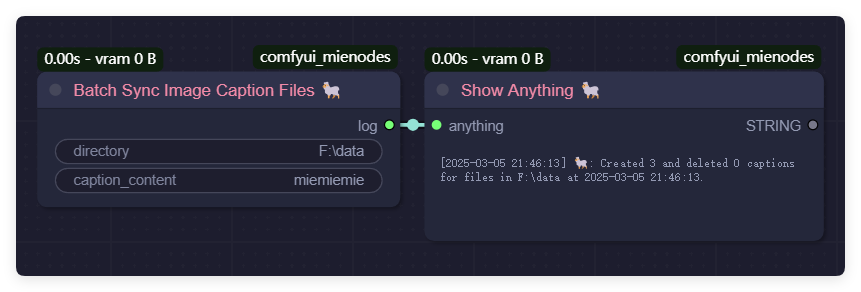 0.00s - vram 0 B
comfyui_mienodes
Batch Sync Image Caption Files 🐑
log
directory F:\data
caption_content miemiemie
0.00s - vram 0 B
comfyui_mienodes
Show Anything 🐑
anything STRING
[2025-03-05 21:46:13] 🐑: Created 3 and deleted 0 captions
for files in F:\data at 2025-03-05 21:46:13.